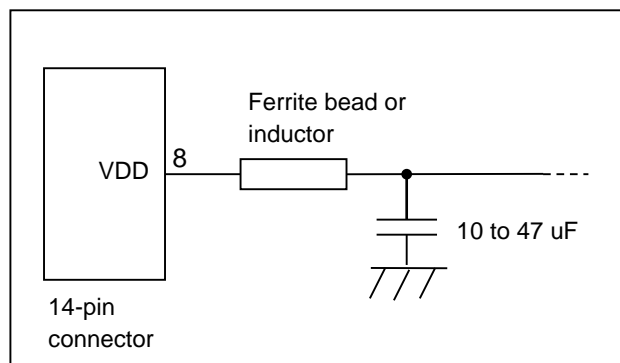 Ferrite bead or
inductor
VDD
8
10 to 47 uF
14-pin
connector